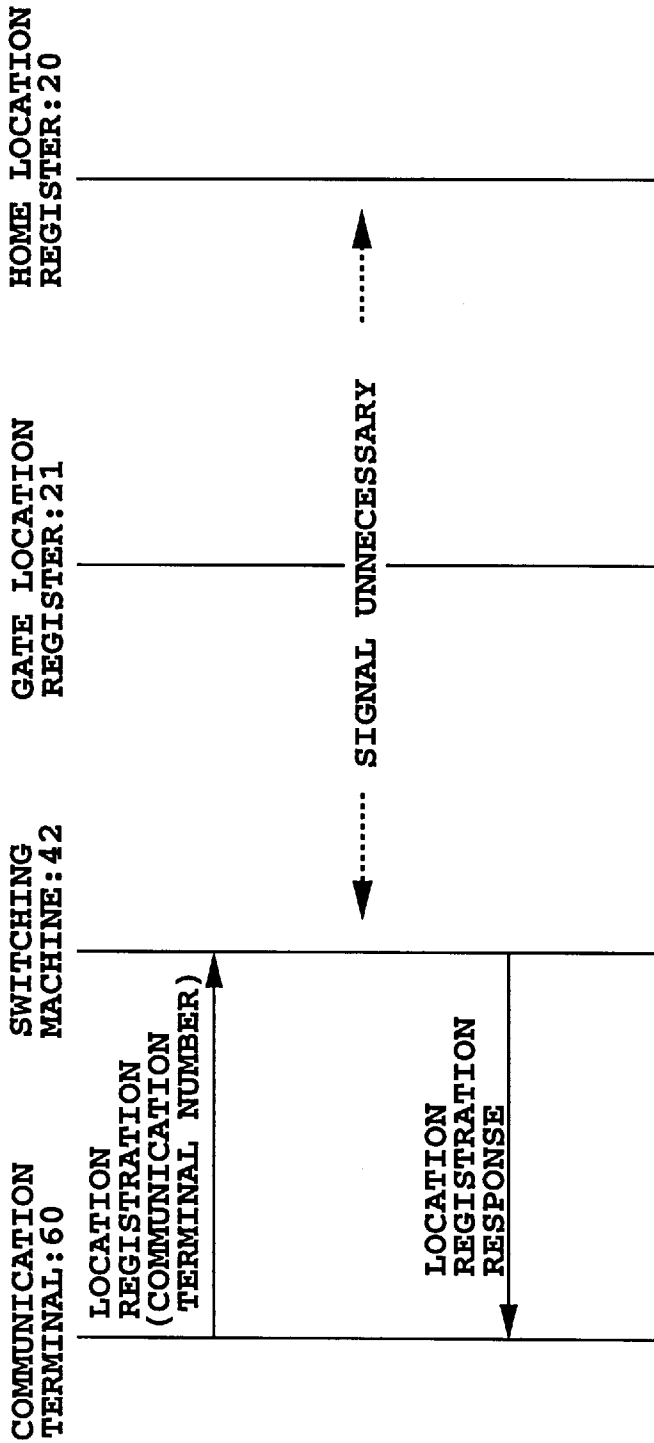 COMMUNICATION
TERMINAL:60
SWITCHING
MACHINE:42
GATE LOCATION
REGISTER:21
HOME LOCATION
REGISTER:20
LOCATION
REGISTRATION
(COMMUNICATION
TERMINAL NUMBER)
SIGNAL UNNECESSARY
LOCATION
REGISTRATION
RESPONSE